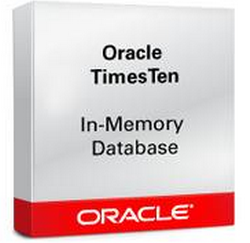 Oracle
TimesTen
In-Memory
Database
ORACLE